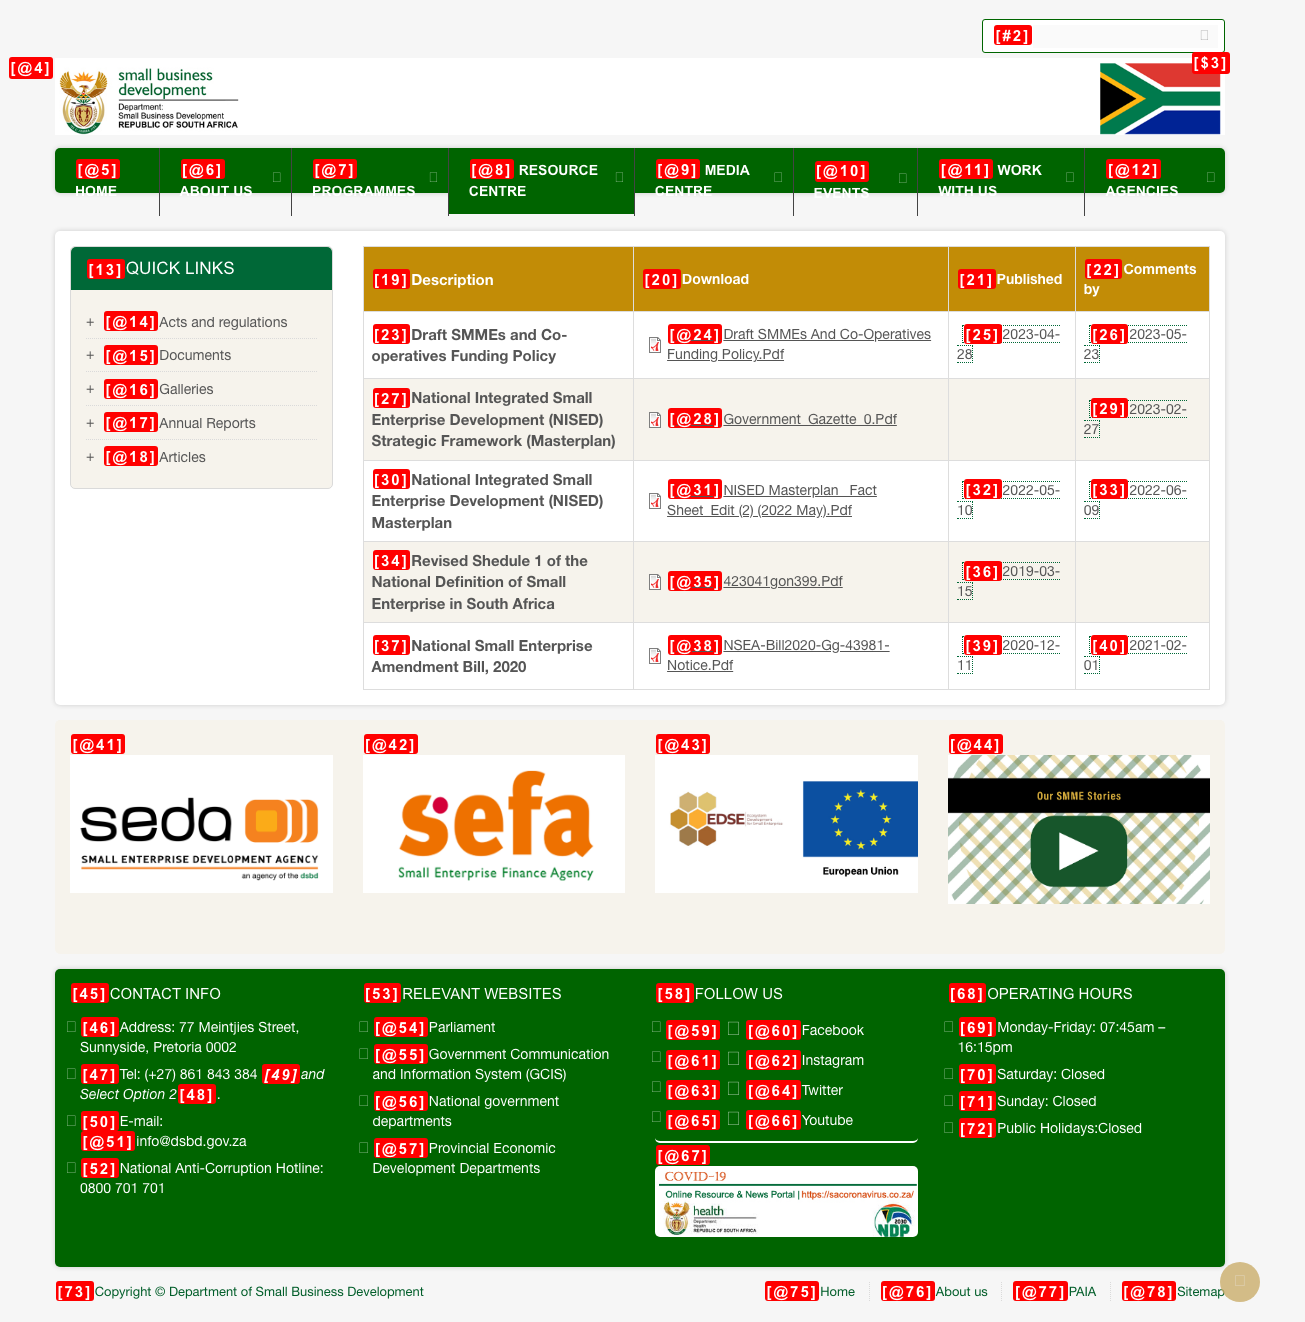 [#2]
[@4]
[$3]
small business
development
Department:
Small Business Development
REPUBLIC OF SOUTH AFRICA
[@5] HOME
[@6] ABOUT US
[@7] PROGRAMMES
[@8] RESOURCE
CENTRE
[@9] MEDIA
CENTRE
[@10] EVENTS
[@11] WORK
WITH US
[@12] AGENCIES
[13]QUICK LINKS
+ [@14]Acts and regulations
+ [@15]Documents
+ [@16]Galleries
+ [@17]Annual Reports
+ [@18]Articles
[19]Description
[20]Download
[21]Published
[22]Comments
by
[23]Draft SMMEs and Co-
operatives Funding Policy
[@24]Draft SMMEs And Co-Operatives
Funding Policy.Pdf
[25]2023-04-
28
[26]2023-05-
23
[27]National Integrated Small
Enterprise Development (NISED)
Strategic Framework (Masterplan)
[@28]Government_Gazette_0.Pdf
[29]2023-02-
27
[30]National Integrated Small
Enterprise Development (NISED)
Masterplan
[@31]NISED Masterplan_ Fact
Sheet_Edit (2) (2022 May).Pdf
[32]2022-05-
10
[33]2022-06-
09
[34]Revised Shedule 1 of the
National Definition of Small
Enterprise in South Africa
[@35]423041gon399.Pdf
[36]2019-03-
15
[37]National Small Enterprise
Amendment Bill, 2020
[@38]NSEA-Bill2020-Gg-43981-
Notice.Pdf
[39]2020-12-
11
[40]2021-02-
01
[@41]
seda
SMALL ENTERPRISE DEVELOPMENT AGENCY
an agency of the dsbd
[@42]
sefa
Small Enterprise Finance Agency
[@43]
EDSE
Ecosystem
Development
for Small Enterprise
European Union
[@44]
Our SMME Stories
[45]CONTACT INFO
[46]Address: 77 Meintjies Street,
Sunnyside, Pretoria 0002
[47]Tel: (+27) 861 843 384 [49]and
Select Option 2[48].
[50]E-mail:
[@51]info@dsbd.gov.za
[52]National Anti-Corruption Hotline:
0800 701 701
[53]RELEVANT WEBSITES
[@54]Parliament
[@55]Government Communication
and Information System (GCIS)
[@56]National government
departments
[@57]Provincial Economic
Development Departments
[58]FOLLOW US
[@59] [@60]Facebook
[@61] [@62]Instagram
[@63] [@64]Twitter
[@65] [@66]Youtube
[@67]
COVID-19
Online Resource & News Portal | https://sacoronavirus.co.za/
health
Department:
Health
REPUBLIC OF SOUTH AFRICA
2030
NDP
[68]OPERATING HOURS
[69]Monday-Friday: 07:45am –
16:15pm
[70]Saturday: Closed
[71]Sunday: Closed
[72]Public Holidays:Closed
[73]Copyright © Department of Small Business Development
[@75]Home
[@76]About us
[@77]PAIA
[@78]Sitemap